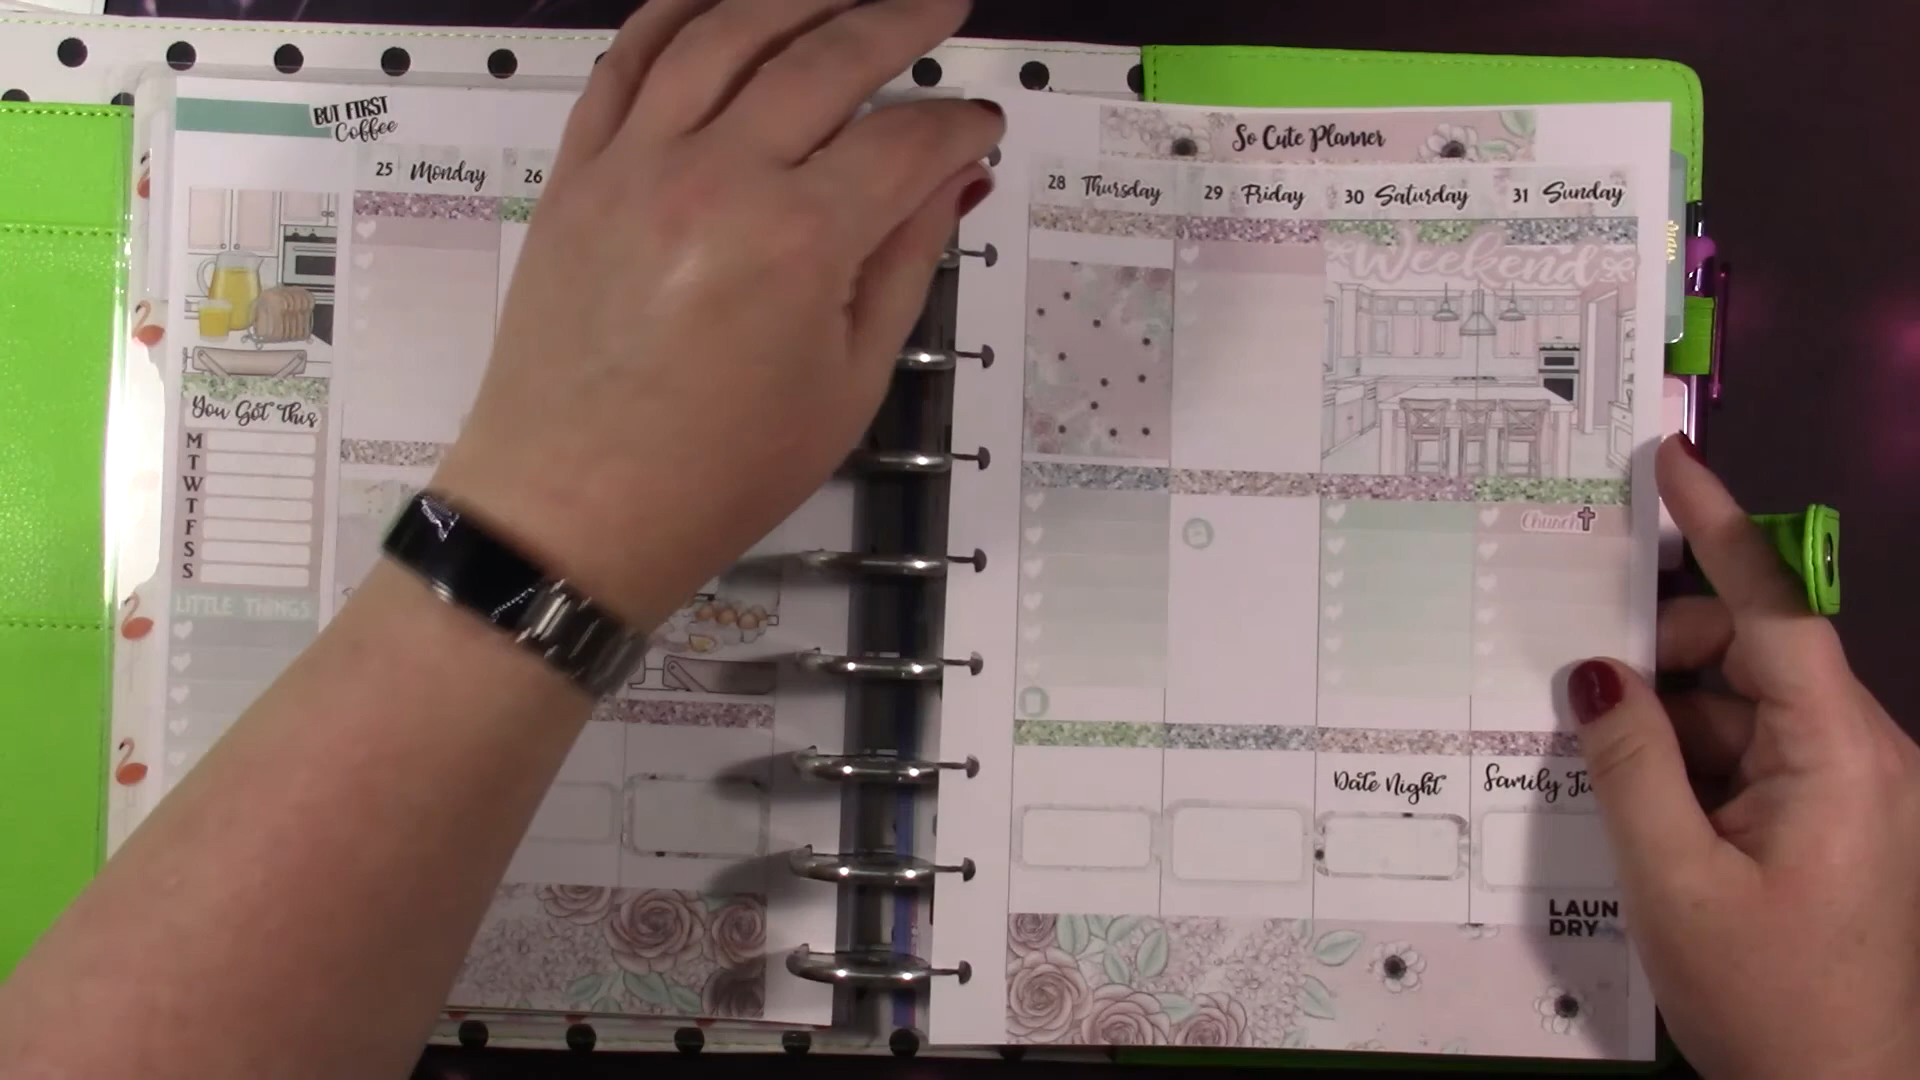 BUT FIRST
Coffee
25 Monday
26
You Got This
M
T
W
T
F
S
S
LITTLE THINGS
So Cute Planner
28 Thursday
29 Friday
30 Saturday
31 Sunday
Weekend
Church
Date Night
Family
LAUN
DRY